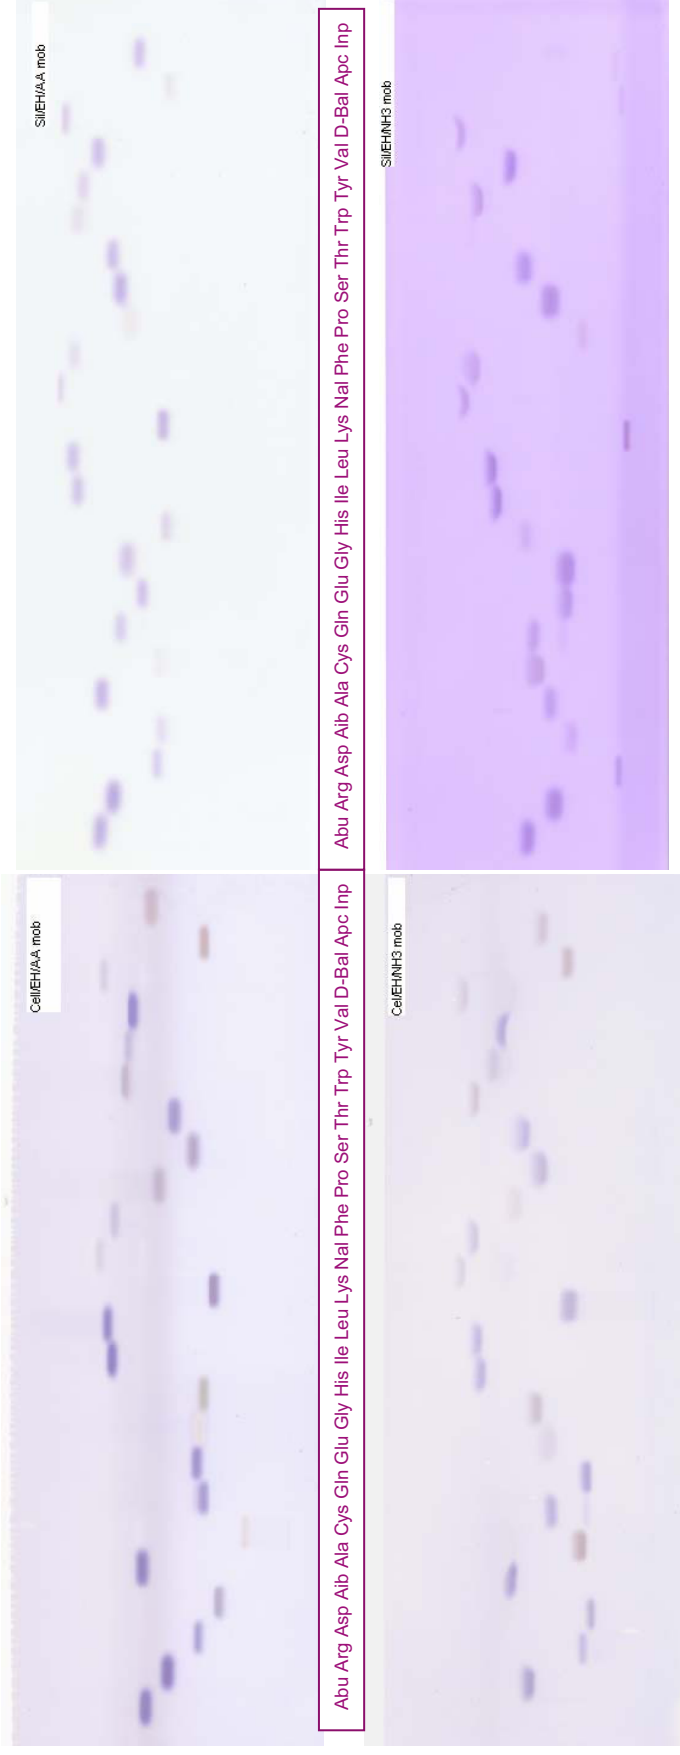 Sil/EH/AA mob
Abu Arg Asp Aib Ala Cys Gln Glu Gly His Ile Leu Lys Nal Phe Pro Ser Thr Trp Tyr Val D-Bal Apc Inp
Sil/EH/NH3 mob
Cell/EH/AA mob
Abu Arg Asp Aib Ala Cys Gln Glu Gly His Ile Leu Lys Nal Phe Pro Ser Thr Trp Tyr Val D-Bal Apc Inp
Cel/EH/NH3 mob